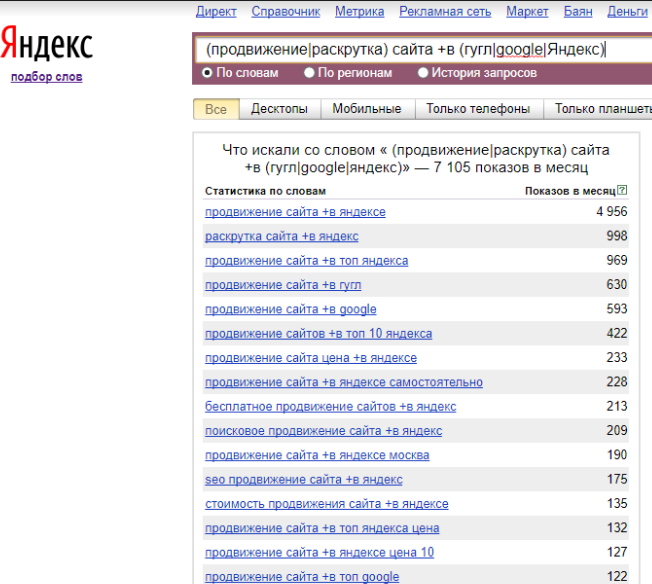 Директ Справочник Метрика Рекламная сеть Маркет Баян Деньги
Яндекс
подбор слов
(продвижение|раскрутка) сайта +в (гугл|google|Яндекс)
По словам По регионам История запросов
Все Десктопы Мобильные Только телефоны Только планшеты
Что искали со словом « (продвижение|раскрутка) сайта
+в (гугл|google|яндекс)» — 7 105 показов в месяц
Статистика по словам Показов в месяц ?
продвижение сайта +в яндексе 4 956
раскрутка сайта +в яндекс 998
продвижение сайта +в топ яндекса 969
продвижение сайта +в гугл 630
продвижение сайта +в google 593
продвижение сайтов +в топ 10 яндекса 422
продвижение сайта цена +в яндексе 233
продвижение сайта +в яндексе самостоятельно 228
бесплатное продвижение сайтов +в яндекс 213
поисковое продвижение сайта +в яндекс 209
продвижение сайта +в яндексе москва 190
seo продвижение сайта +в яндекс 175
стоимость продвижения сайта +в яндексе 135
продвижение сайта +в топ яндекса цена 132
продвижение сайта +в яндексе цена 10 127
продвижение сайта +в топ google 122